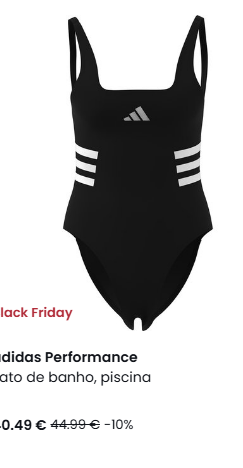 lack Friday
didas Performance
ato de banho, piscina
0.49 € 44.99 € -10%